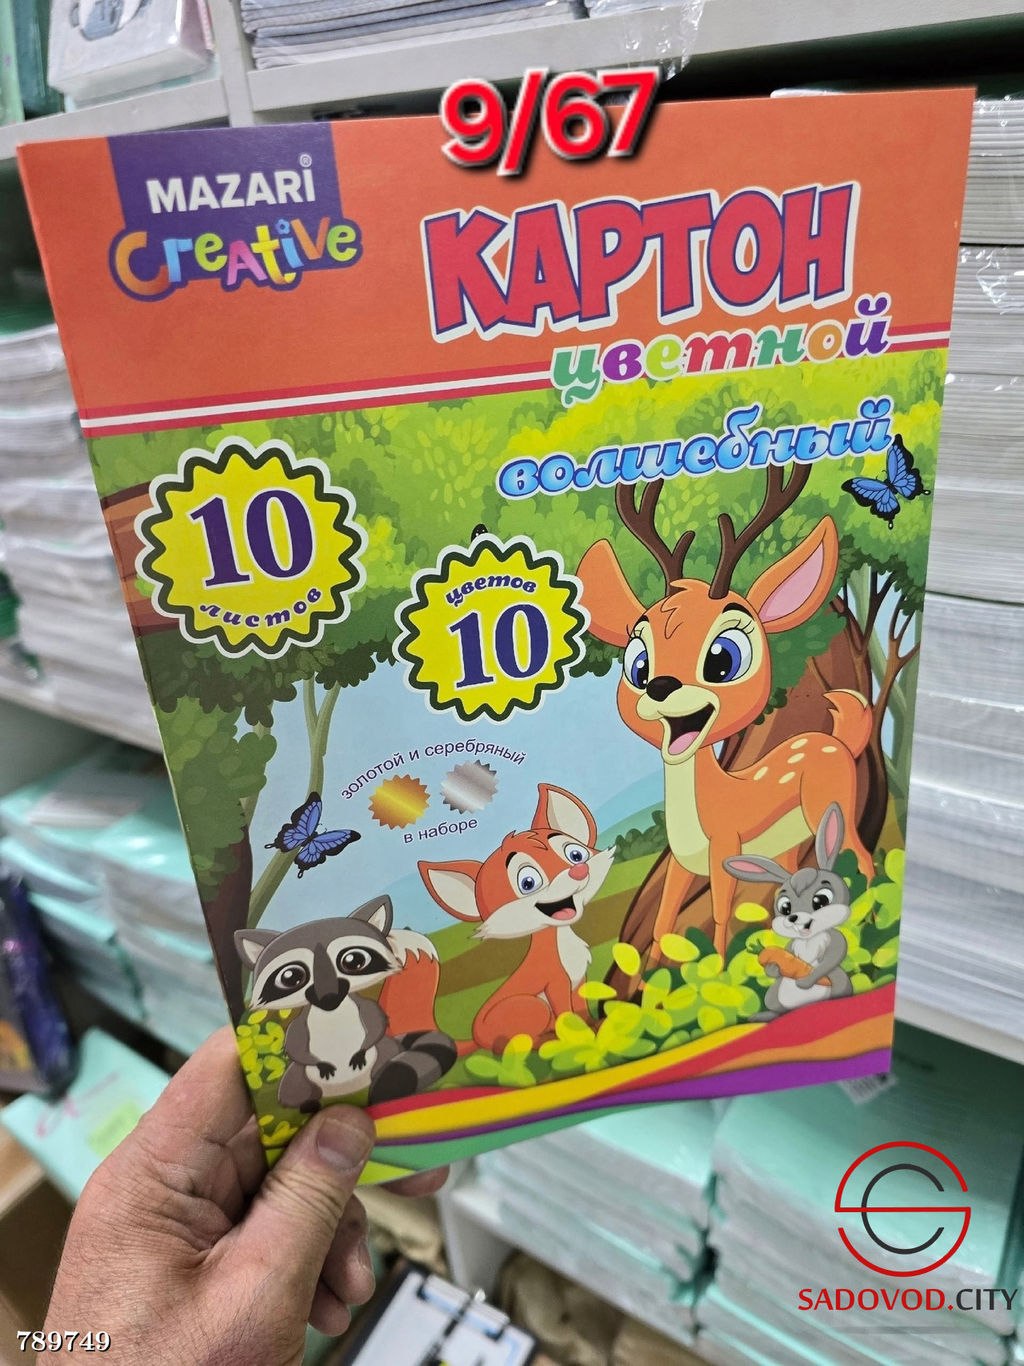 9/67
MAZARi®
Creative
КАРТОН
цветной
волшебный
10
листов
цветов
10
золотой и серебряный
в наборе
SADOVOD.CITY
789749